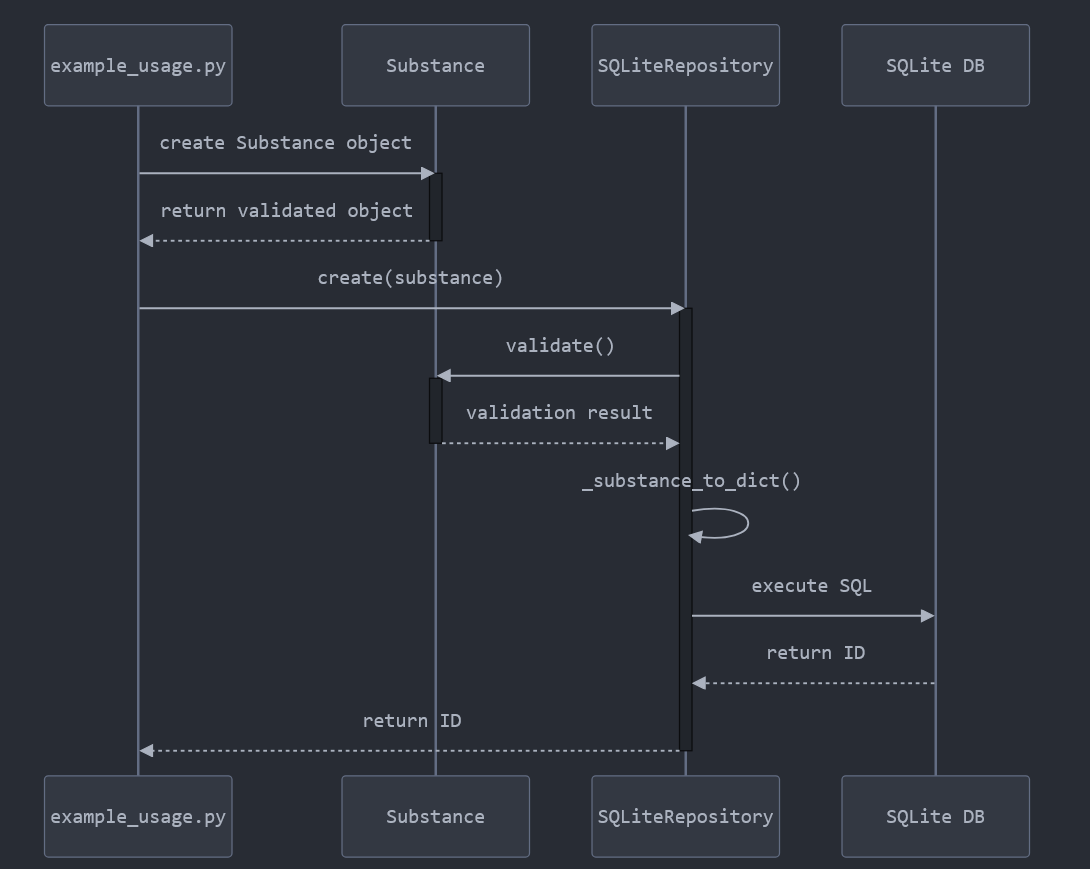 example_usage.py
Substance
SQLiteRepository
SQLite DB
create Substance object
return validated object
create(substance)
validate()
validation result
_substance_to_dict()
execute SQL
return ID
return ID
example_usage.py
Substance
SQLiteRepository
SQLite DB